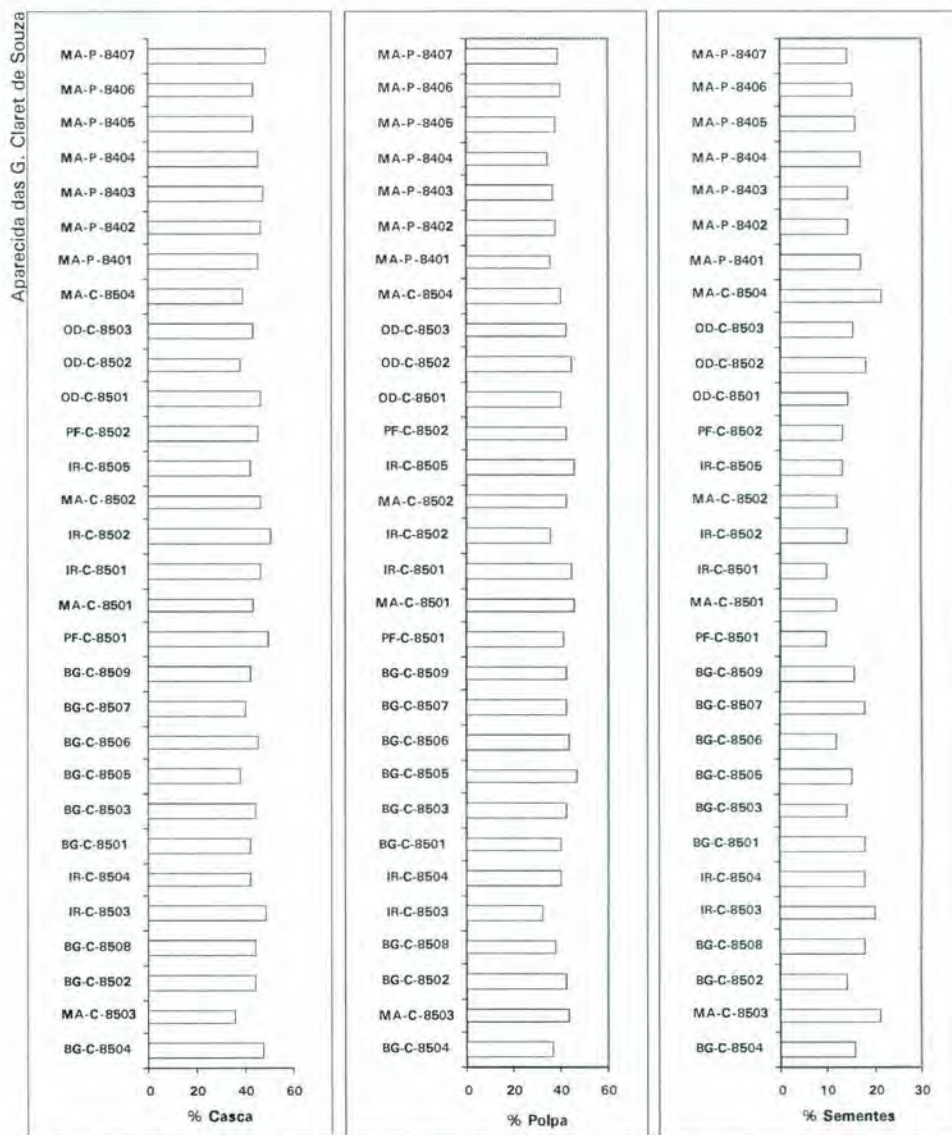 Aparecida das G. Claret de Souza
MA-P-8407
MA-P-8406
MA-P-8405
MA-P-8404
MA-P-8403
MA-P-8402
MA-P-8401
MA-C-8504
OD-C-8503
OD-C-8502
OD-C-8501
PF-C-8502
IR-C-8505
MA-C-8502
IR-C-8502
IR-C-8501
MA-C-8501
PF-C-8501
BG-C-8509
BG-C-8507
BG-C-8506
BG-C-8505
BG-C-8503
BG-C-8501
IR-C-8504
IR-C-8503
BG-C-8508
BG-C-8502
MA-C-8503
BG-C-8504
0 20 40 60
% Casca
MA-P-8407
MA-P-8406
MA-P-8405
MA-P-8404
MA-P-8403
MA-P-8402
MA-P-8401
MA-C-8504
OD-C-8503
OD-C-8502
OD-C-8501
PF-C-8502
IR-C-8505
MA-C-8502
IR-C-8502
IR-C-8501
MA-C-8501
PF-C-8501
BG-C-8509
BG-C-8507
BG-C-8506
BG-C-8505
BG-C-8503
BG-C-8501
IR-C-8504
IR-C-8503
BG-C-8508
BG-C-8502
MA-C-8503
BG-C-8504
0 20 40 60
% Polpa
MA-P-8407
MA-P-8406
MA-P-8405
MA-P-8404
MA-P-8403
MA-P-8402
MA-P-8401
MA-C-8504
OD-C-8503
OD-C-8502
OD-C-8501
PF-C-8502
IR-C-8505
MA-C-8502
IR-C-8502
IR-C-8501
MA-C-8501
PF-C-8501
BG-C-8509
BG-C-8507
BG-C-8506
BG-C-8505
BG-C-8503
BG-C-8501
IR-C-8504
IR-C-8503
BG-C-8508
BG-C-8502
MA-C-8503
BG-C-8504
0 10 20 30
% Sementes